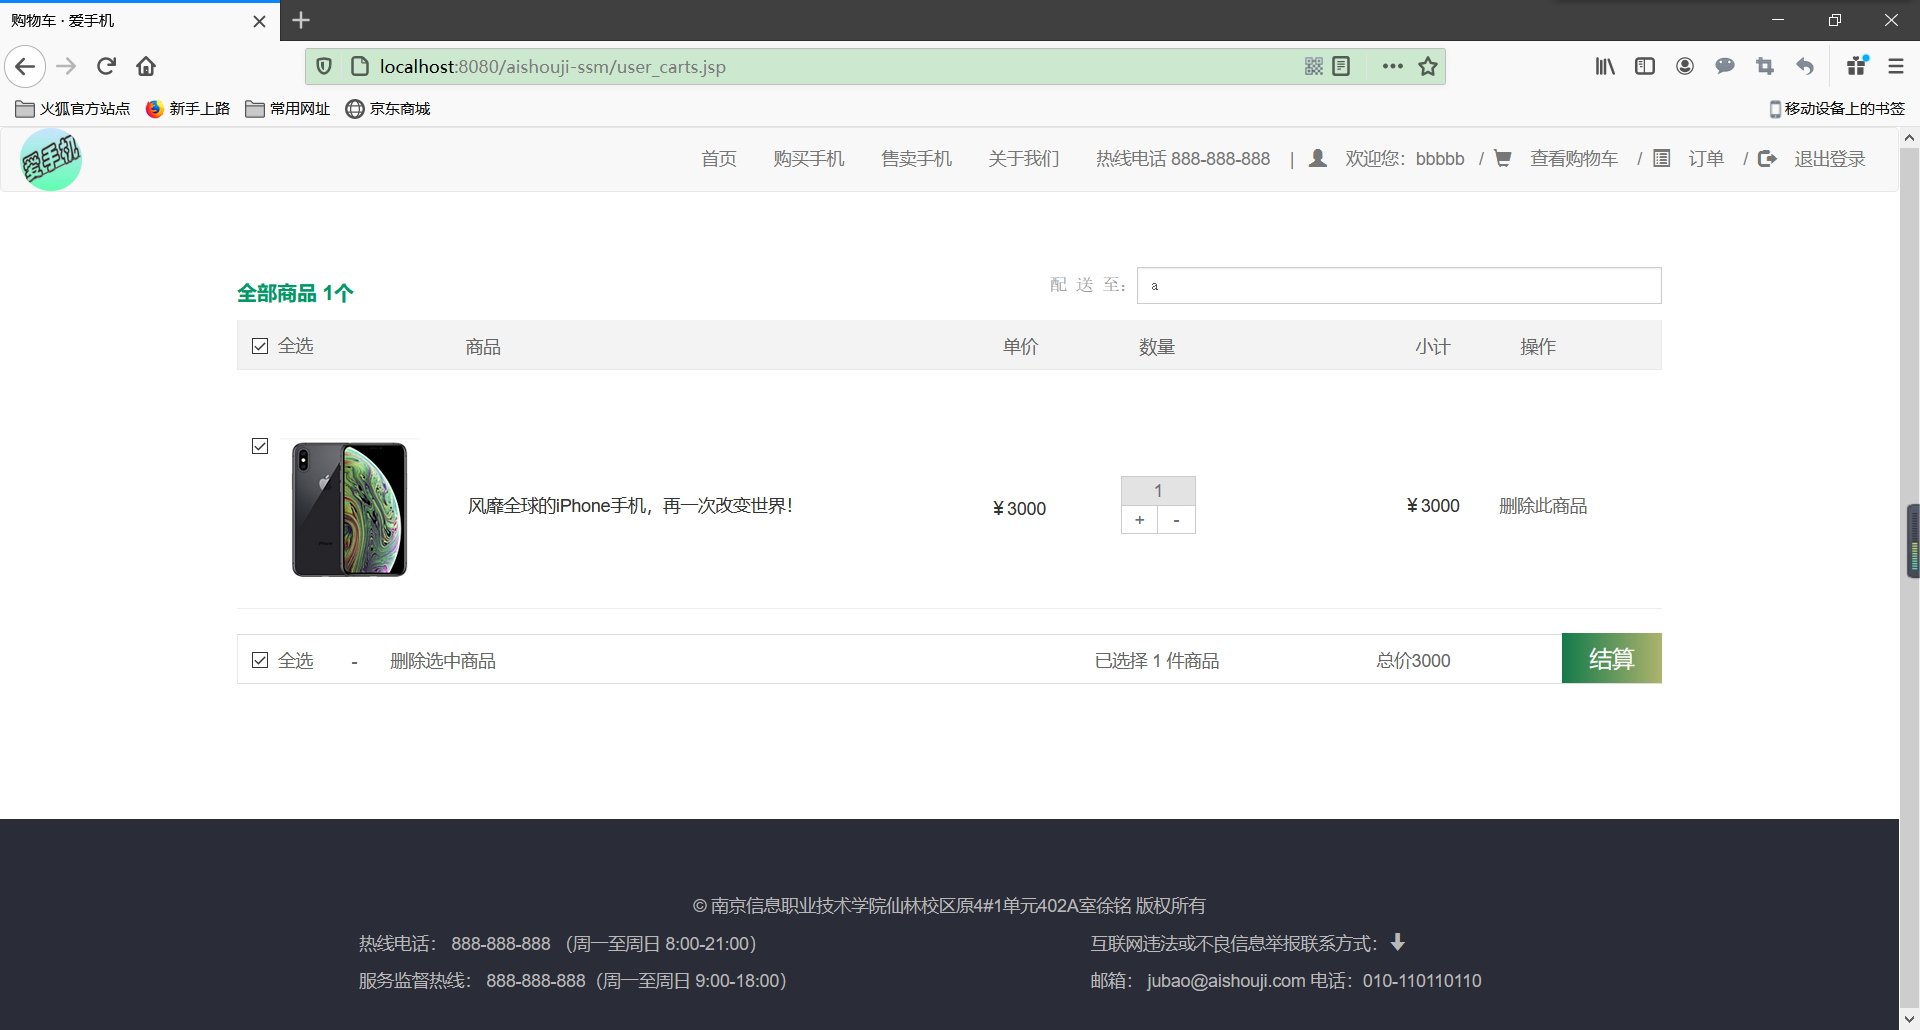 购物车 · 爱手机
localhost:8080/aishouji-ssm/user_carts.jsp
火狐官方站点 新手上路 常用网址 京东商城 移动设备上的书签
爱手机 首页 购买手机 售卖手机 关于我们 热线电话 888-888-888 | 欢迎您：bbbbb / 查看购物车 / 订单 / 退出登录
全部商品 1个 配 送 至： a
全选 商品 单价 数量 小计 操作
风靡全球的iPhone手机，再一次改变世界！ ¥3000 1 ¥3000 删除此商品
+ -
全选 - 删除选中商品 已选择 1 件商品 总价3000 结算
© 南京信息职业技术学院仙林校区原4#1单元402A室徐铭 版权所有
热线电话： 888-888-888 （周一至周日 8:00-21:00） 互联网违法或不良信息举报联系方式：
服务监督热线： 888-888-888（周一至周日 9:00-18:00） 邮箱： jubao@aishouji.com 电话：010-110110110